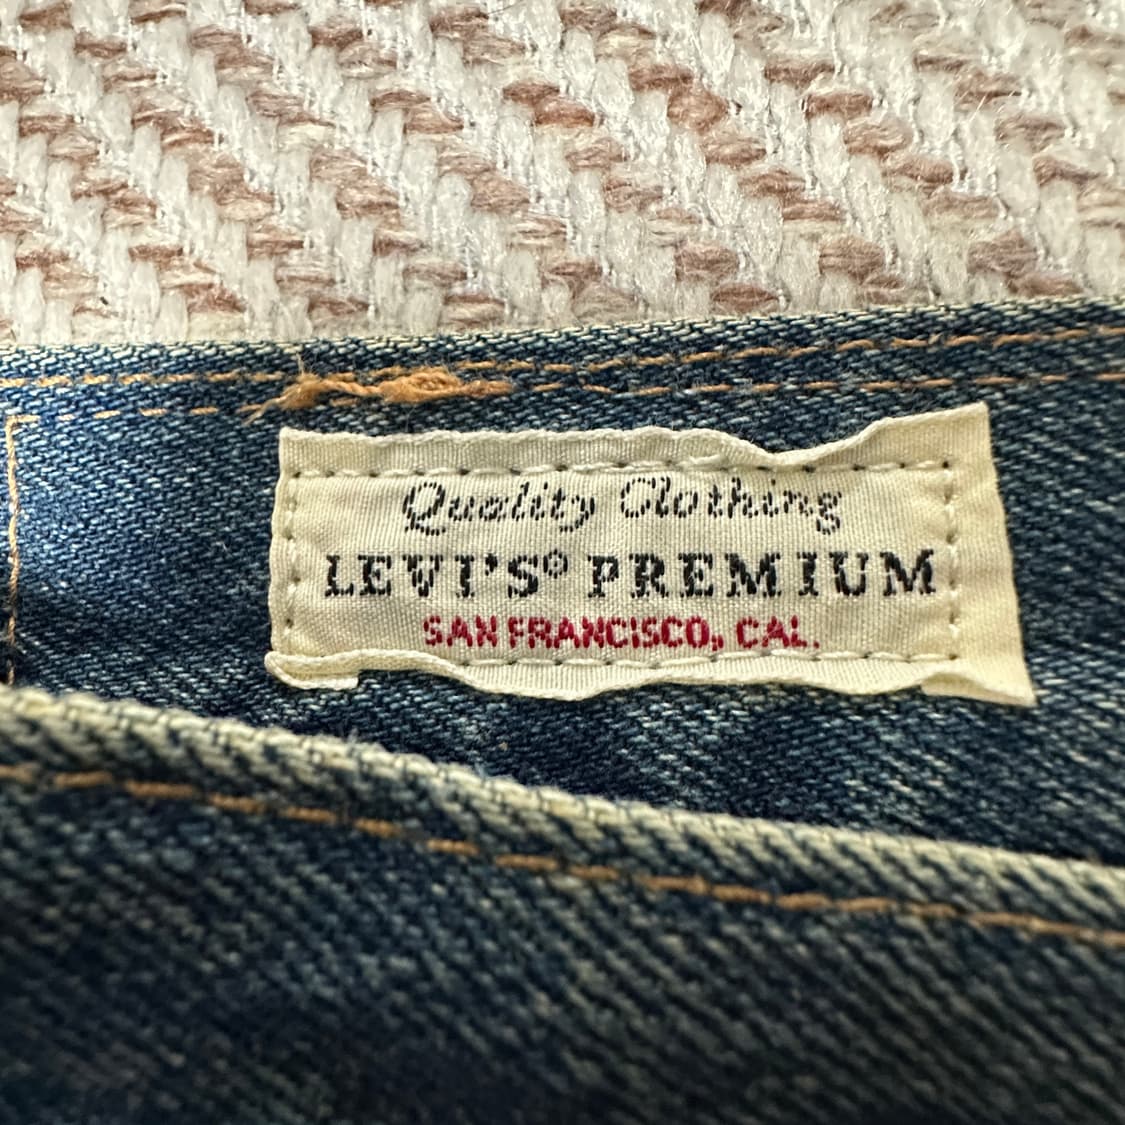 Quality Clothing
LEVI'S® PREMIUM
SAN FRANCISCO, CAL.